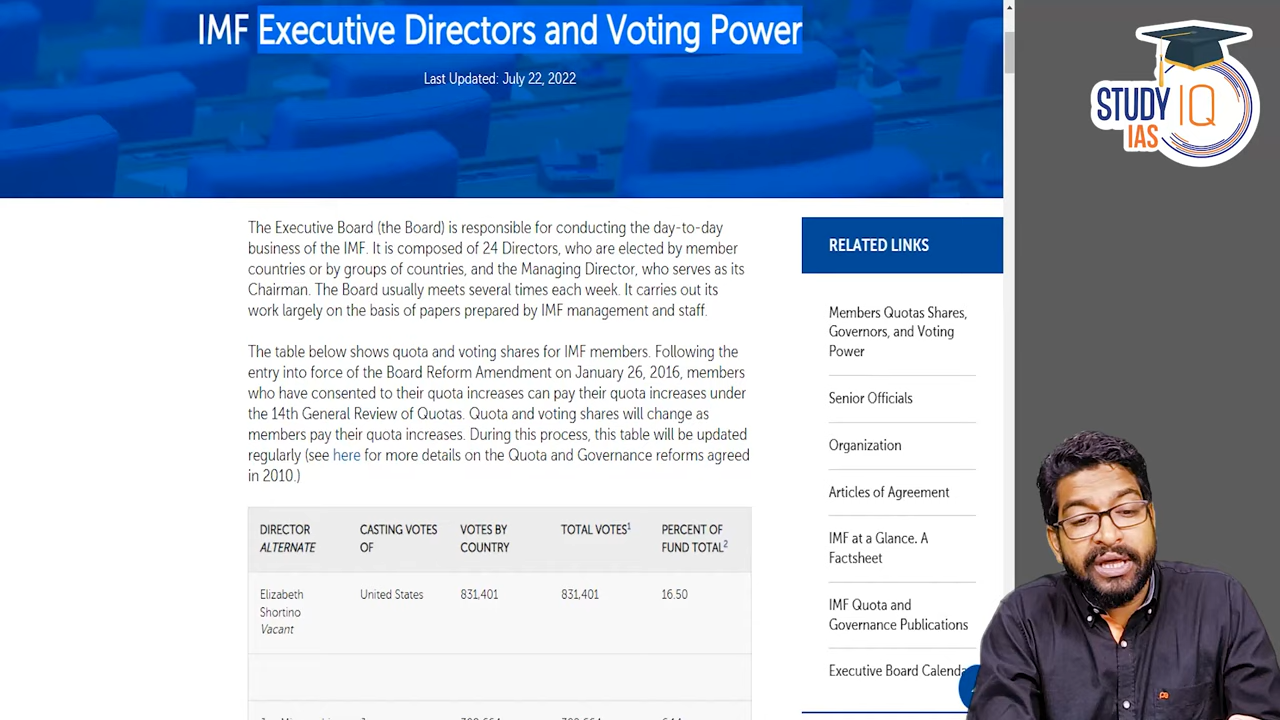 IMF Executive Directors and Voting Power
Last Updated: July 22, 2022
STUDY IQ
IAS
The Executive Board (the Board) is responsible for conducting the day-to-day
business of the IMF. It is composed of 24 Directors, who are elected by member
countries or by groups of countries, and the Managing Director, who serves as its
Chairman. The Board usually meets several times each week. It carries out its
work largely on the basis of papers prepared by IMF management and staff.
The table below shows quota and voting shares for IMF members. Following the
entry into force of the Board Reform Amendment on January 26, 2016, members
who have consented to their quota increases can pay their quota increases under
the 14th General Review of Quotas. Quota and voting shares will change as
members pay their quota increases. During this process, this table will be updated
regularly (see here for more details on the Quota and Governance reforms agreed
in 2010.)
DIRECTOR CASTING VOTES VOTES BY TOTAL VOTES1 PERCENT OF
ALTERNATE OF COUNTRY FUND TOTAL2
Elizabeth United States 831,401 831,401 16.50
Shortino
Vacant
RELATED LINKS
Members Quotas Shares,
Governors, and Voting
Power
Senior Officials
Organization
Articles of Agreement
IMF at a Glance. A
Factsheet
IMF Quota and
Governance Publications
Executive Board Calenda